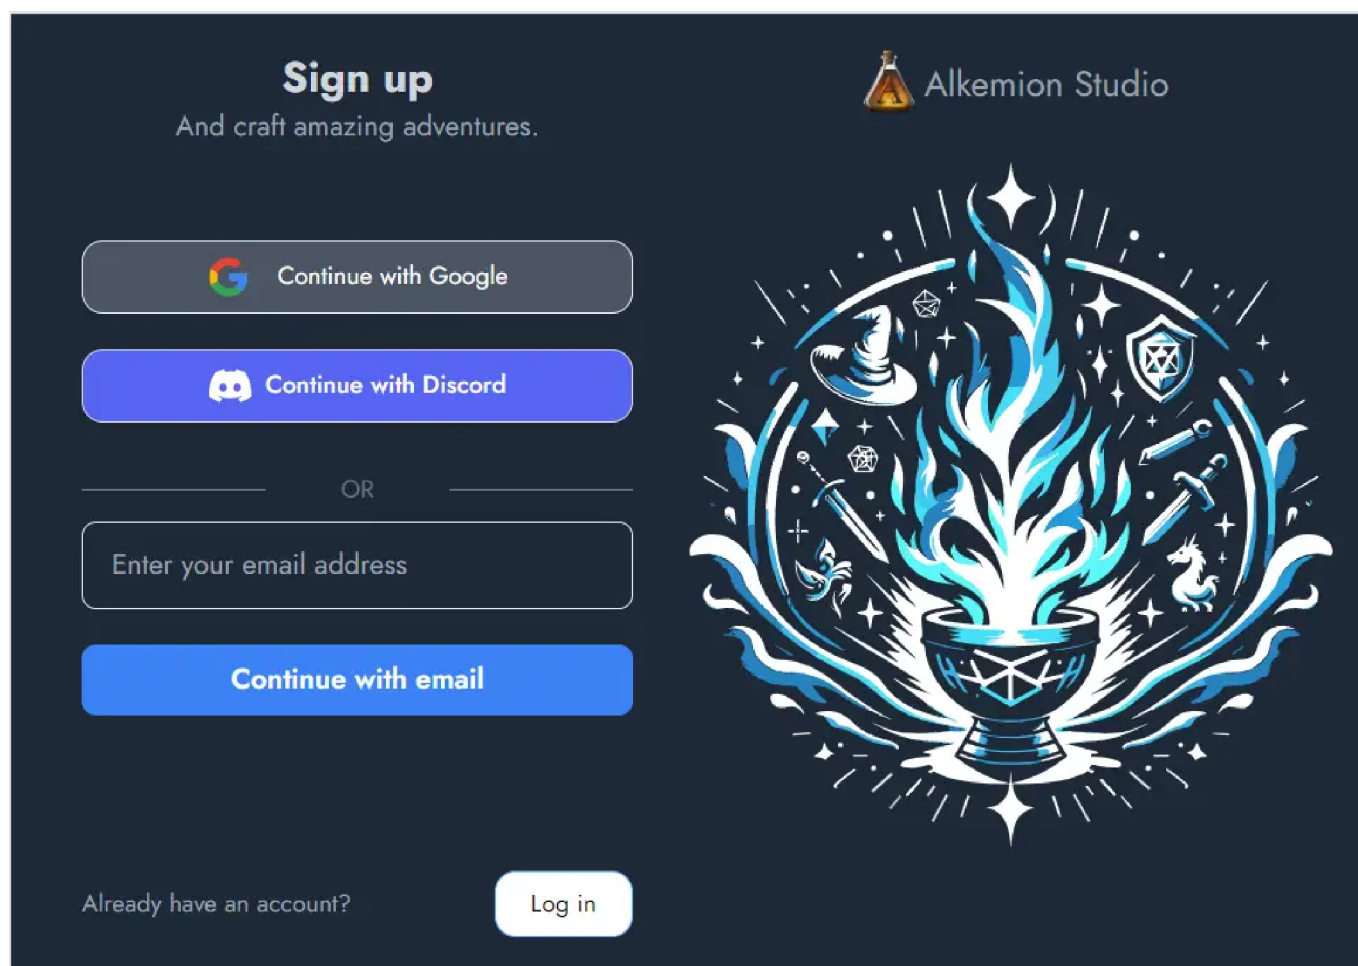 Sign up
And craft amazing adventures.
Continue with Google
Continue with Discord
OR
Enter your email address
Continue with email
Already have an account?
Log in
Alkemion Studio